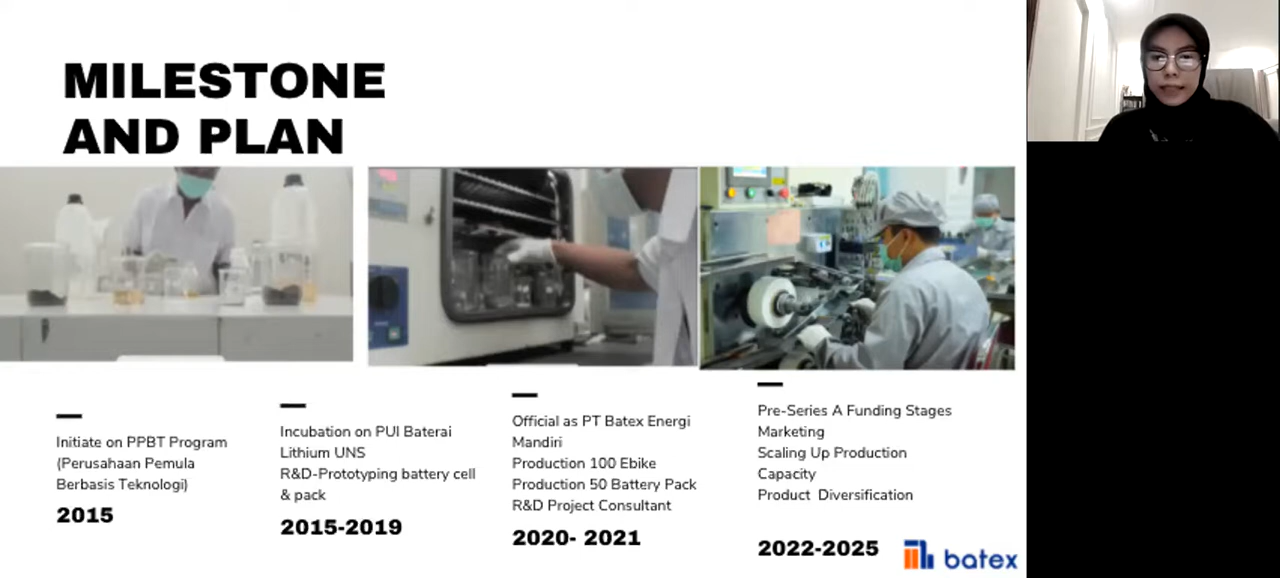 MILESTONE
AND PLAN
Initiate on PPBT Program
(Perusahaan Pemula
Berbasis Teknologi)
2015
Incubation on PUI Baterai
Lithium UNS
R&D-Prototyping battery cell
& pack
2015-2019
Official as PT Batex Energi
Mandiri
Production 100 Ebike
Production 50 Battery Pack
R&D Project Consultant
2020- 2021
Pre-Series A Funding Stages
Marketing
Scaling Up Production
Capacity
Product Diversification
2022-2025
batex